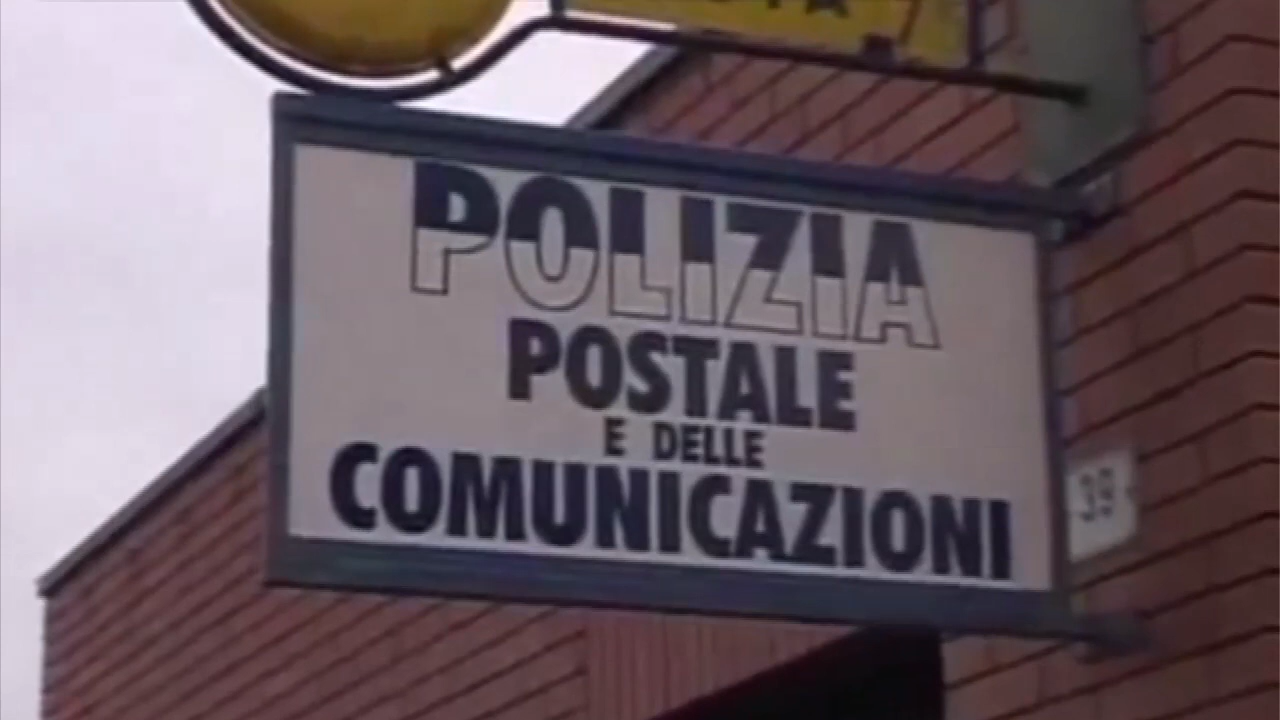 POLIZIA
POSTALE
E DELLE
COMUNICAZIONI
39